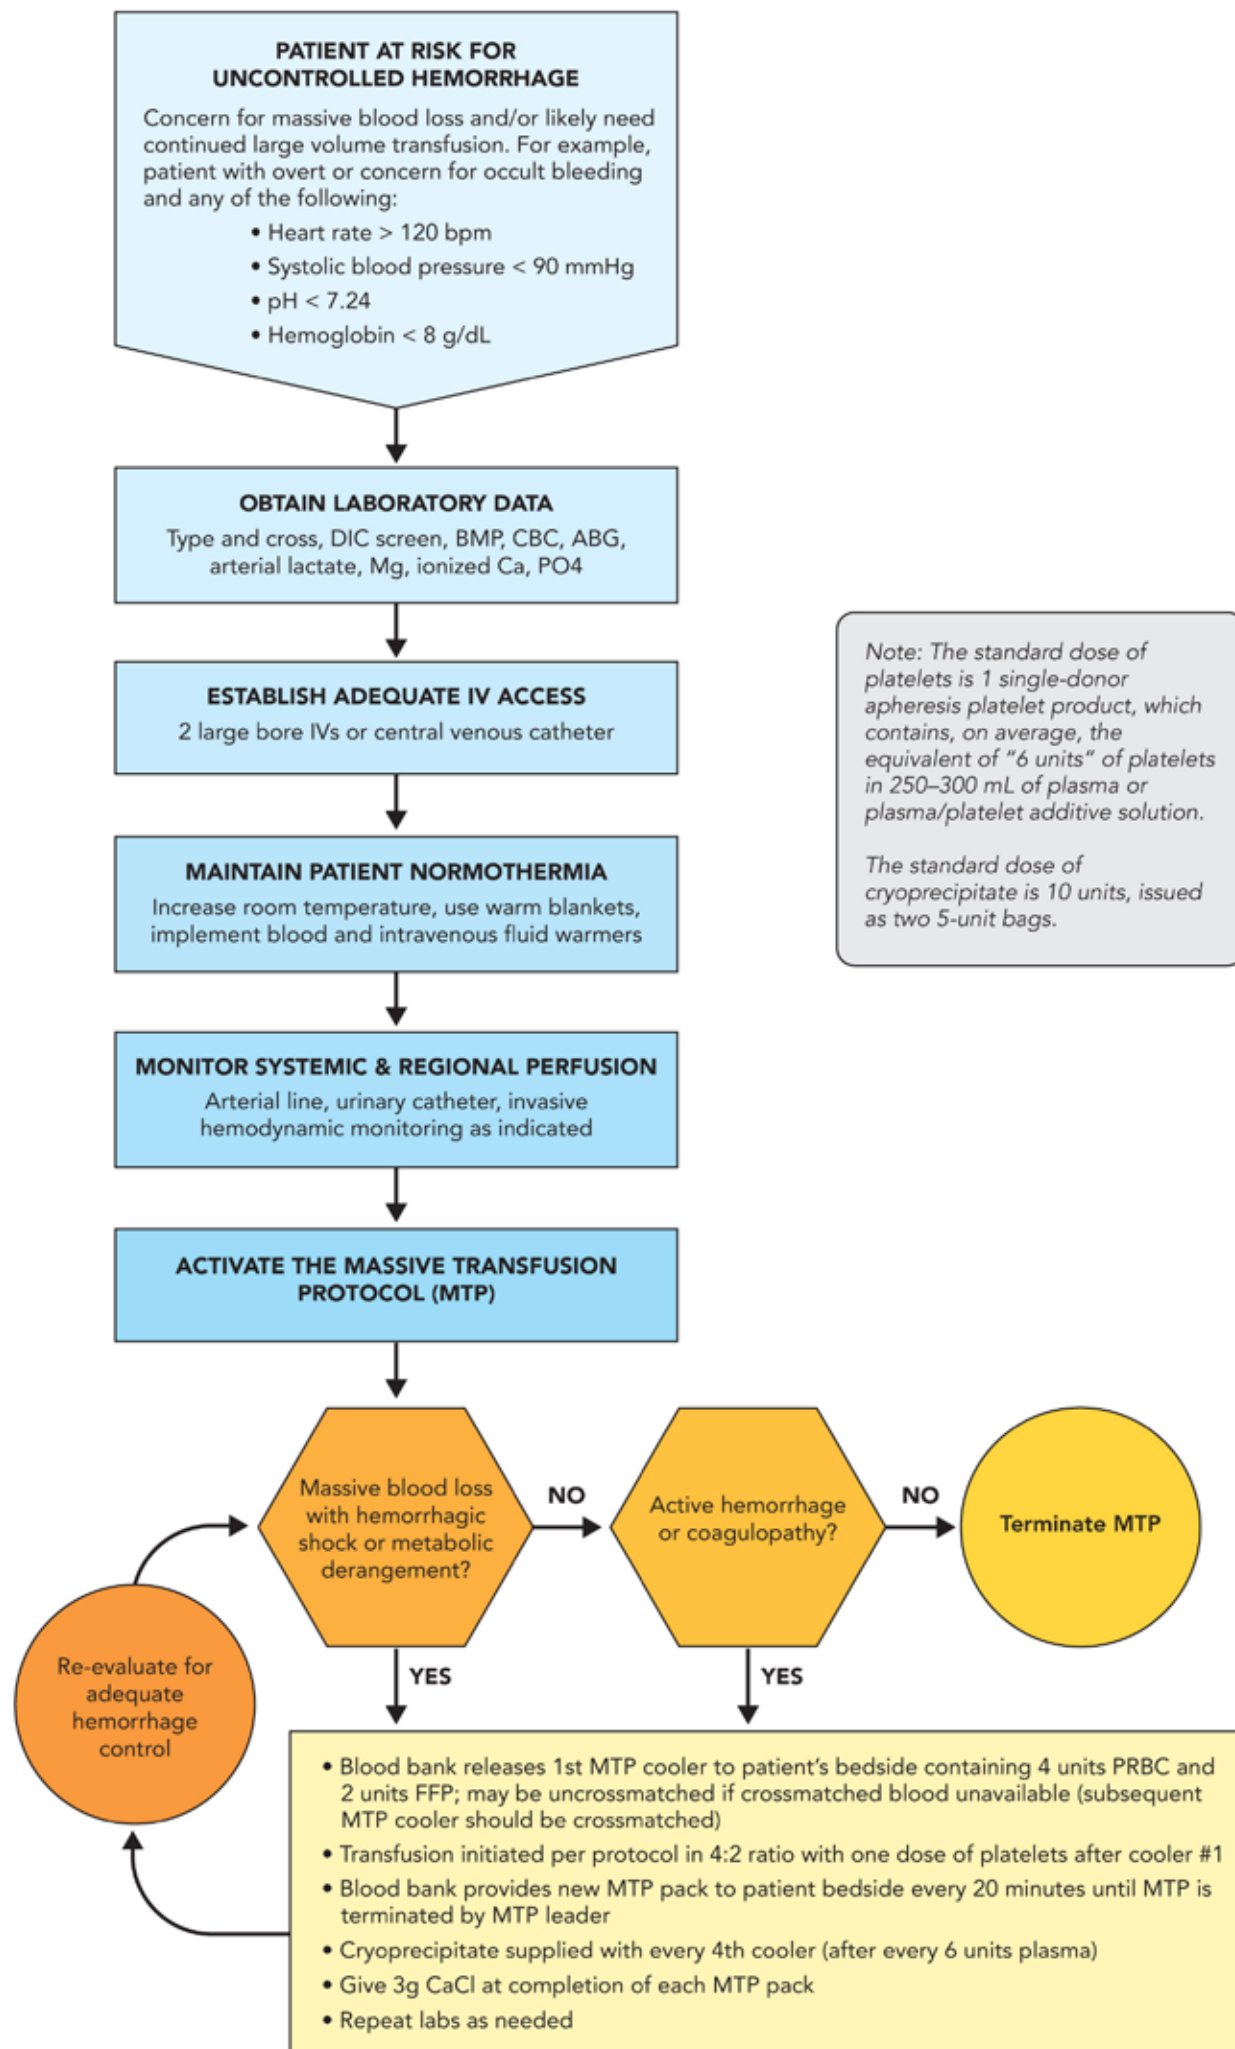 PATIENT AT RISK FOR
UNCONTROLLED HEMORRHAGE
Concern for massive blood loss and/or likely need
continued large volume transfusion. For example,
patient with overt or concern for occult bleeding
and any of the following:
• Heart rate > 120 bpm
• Systolic blood pressure < 90 mmHg
• pH < 7.24
• Hemoglobin < 8 g/dL
OBTAIN LABORATORY DATA
Type and cross, DIC screen, BMP, CBC, ABG,
arterial lactate, Mg, ionized Ca, PO4
ESTABLISH ADEQUATE IV ACCESS
2 large bore IVs or central venous catheter
Note: The standard dose of
platelets is 1 single-donor
apheresis platelet product, which
contains, on average, the
equivalent of "6 units" of platelets
in 250–300 mL of plasma or
plasma/platelet additive solution.
The standard dose of
cryoprecipitate is 10 units, issued
as two 5-unit bags.
MAINTAIN PATIENT NORMOTHERMIA
Increase room temperature, use warm blankets,
implement blood and intravenous fluid warmers
MONITOR SYSTEMIC & REGIONAL PERFUSION
Arterial line, urinary catheter, invasive
hemodynamic monitoring as indicated
ACTIVATE THE MASSIVE TRANSFUSION
PROTOCOL (MTP)
Massive blood loss
with hemorrhagic
shock or metabolic
derangement?
NO
Active hemorrhage
or coagulopathy?
NO
Terminate MTP
YES
YES
Re-evaluate for
adequate
hemorrhage
control
• Blood bank releases 1st MTP cooler to patient's bedside containing 4 units PRBC and
2 units FFP; may be uncrossmatched if crossmatched blood unavailable (subsequent
MTP cooler should be crossmatched)
• Transfusion initiated per protocol in 4:2 ratio with one dose of platelets after cooler #1
• Blood bank provides new MTP pack to patient bedside every 20 minutes until MTP is
terminated by MTP leader
• Cryoprecipitate supplied with every 4th cooler (after every 6 units plasma)
• Give 3g CaCl at completion of each MTP pack
• Repeat labs as needed